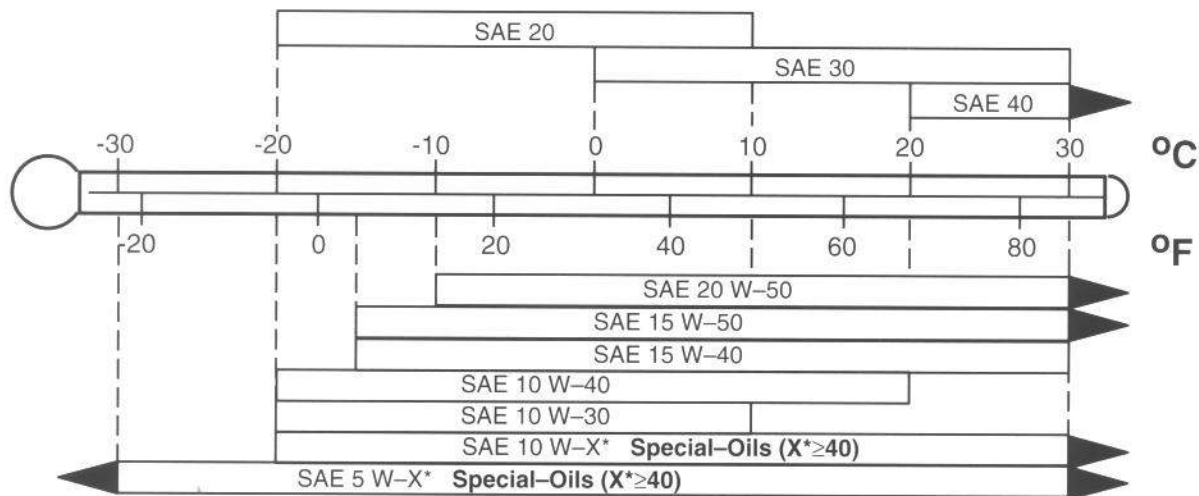 SAE 20
SAE 30
SAE 40
-30 -20 -10 0 10 20 30 °C
-20 0 20 40 60 80 °F
SAE 20 W–50
SAE 15 W–50
SAE 15 W–40
SAE 10 W–40
SAE 10 W–30
SAE 10 W–X* Special–Oils (X*≥40)
SAE 5 W–X* Special–Oils (X*≥40)